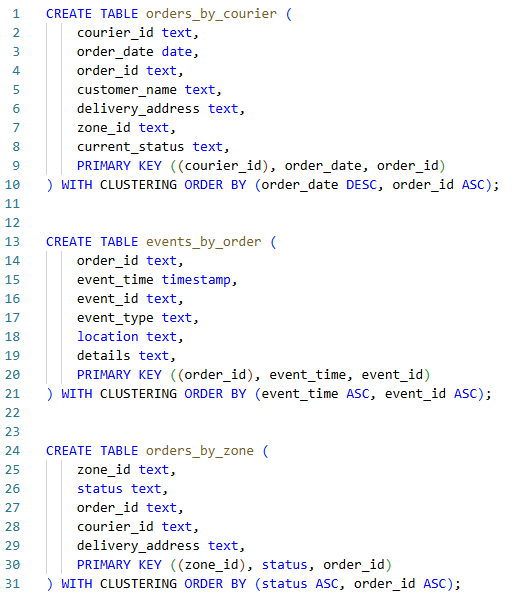 1 CREATE TABLE orders_by_courier (
2     courier_id text,
3     order_date date,
4     order_id text,
5     customer_name text,
6     delivery_address text,
7     zone_id text,
8     current_status text,
9     PRIMARY KEY ((courier_id), order_date, order_id)
10 ) WITH CLUSTERING ORDER BY (order_date DESC, order_id ASC);
11
12
13 CREATE TABLE events_by_order (
14     order_id text,
15     event_time timestamp,
16     event_id text,
17     event_type text,
18     location text,
19     details text,
20     PRIMARY KEY ((order_id), event_time, event_id)
21 ) WITH CLUSTERING ORDER BY (event_time ASC, event_id ASC);
22
23
24 CREATE TABLE orders_by_zone (
25     zone_id text,
26     status text,
27     order_id text,
28     courier_id text,
29     delivery_address text,
30     PRIMARY KEY ((zone_id), status, order_id)
31 ) WITH CLUSTERING ORDER BY (status ASC, order_id ASC);